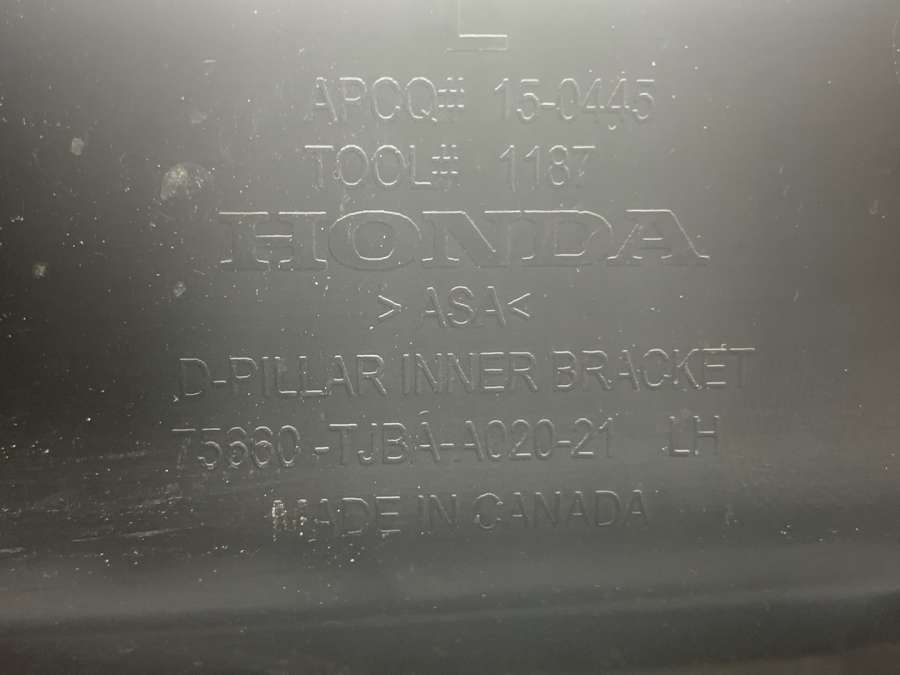 L
APCQ# 15-0445
TOOL# 1187
HONDA
>ASA<
D-PILLAR INNER BRACKET
75660-TJBA-A020-21 LH
MADE IN CANADA